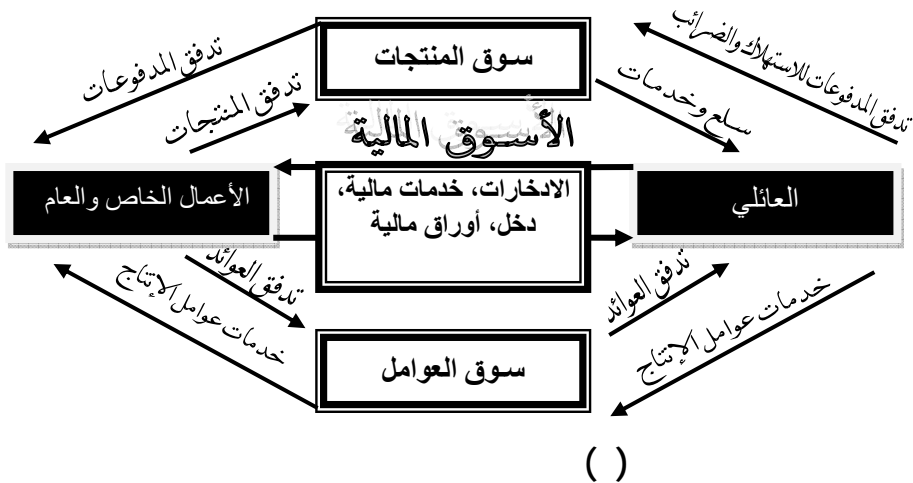 سوق المنتجات
تدفق المدفوعات
تدفق المنتجات
تدفق المدفوعات للاستهلاك والضرائب
سلع وخدمات
الأسوق المالية
الأعمال الخاص والعام
الادخارات، خدمات مالية،
دخل، أوراق مالية
العائلي
تدفق العوائد
خدمات عوامل الإنتاج
تدفق العوائد
خدمات عوامل الإنتاج
سوق العوامل
( )